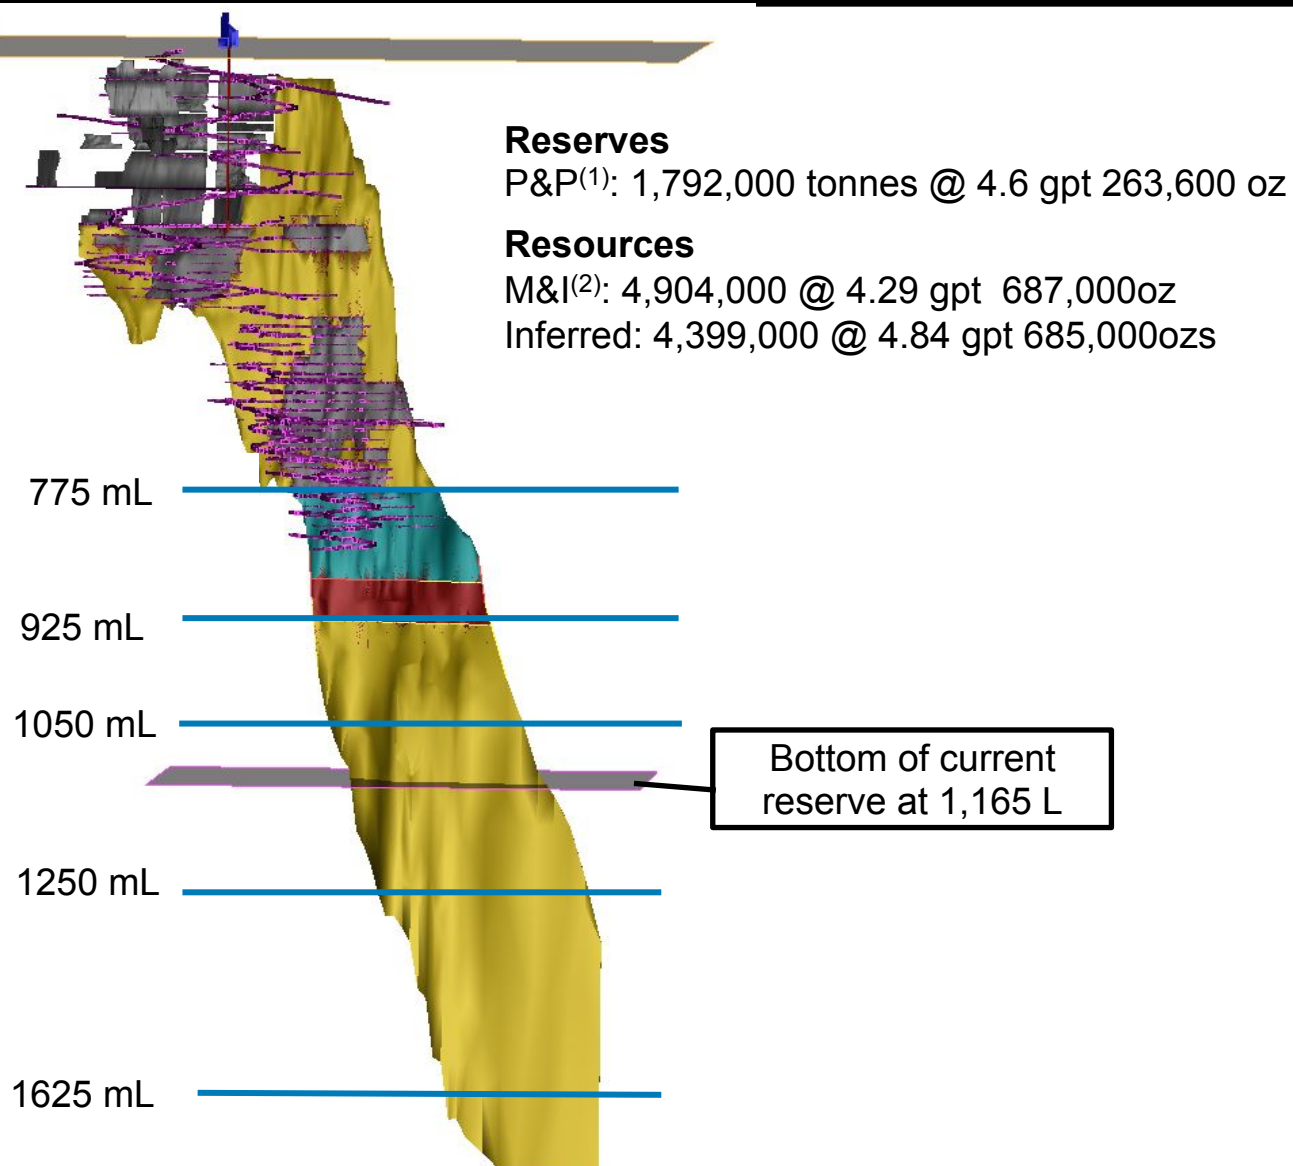 Reserves
P&P(1): 1,792,000 tonnes @ 4.6 gpt 263,600 oz
Resources
M&I(2): 4,904,000 @ 4.29 gpt  687,000oz
Inferred: 4,399,000 @ 4.84 gpt 685,000ozs
775 mL
925 mL
1050 mL
Bottom of current
reserve at 1,165 L
1250 mL
1625 mL